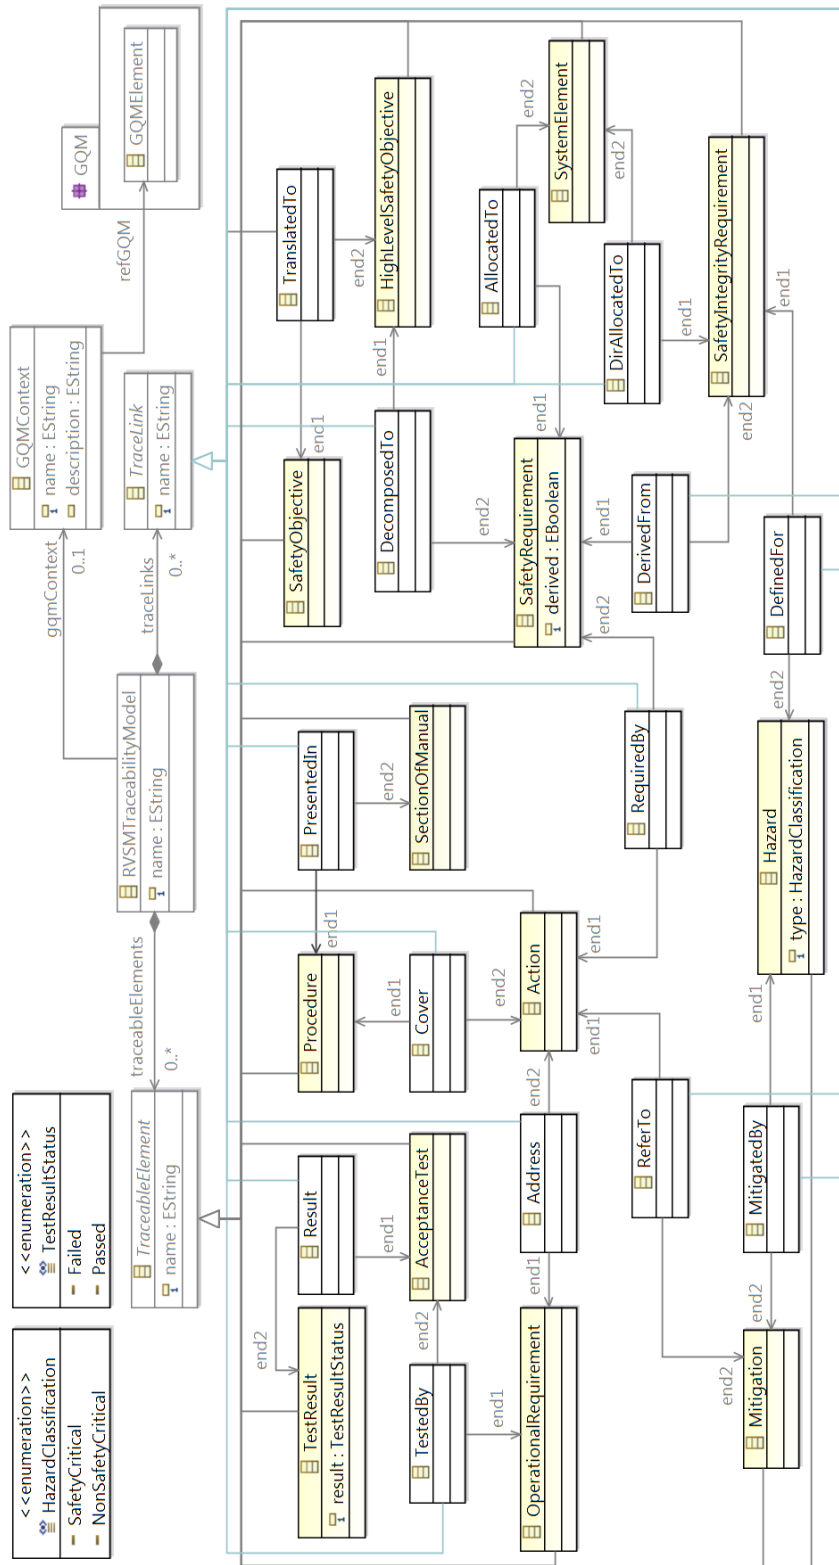 <<enumeration>>
HazardClassification
SafetyCritical
NonSafetyCritical
<<enumeration>>
TestResultStatus
Failed
Passed
TraceableElement
name : EString
traceableElements
0..*
RVSMTraceabilityModel
name : EString
gqmContext
0..1
traceLinks
0..*
GQMContext
name : EString
description : EString
TraceLink
name : EString
refGQM
GQM
GQMElement
TestResult
result : TestResultStatus
end2
Result
end1
AcceptanceTest
TestedBy
end2
end1
OperationalRequirement
Procedure
end1
PresentedIn
end2
SectionOfManual
end1
Cover
end2
Address
end1
end2
Action
end1
end1
SafetyObjective
end1
TranslatedTo
end2
HighLevelSafetyObjective
DecomposedTo
end1
end2
SafetyRequirement
derived : EBoolean
end1
AllocatedTo
end2
SystemElement
end2
DirAllocatedTo
end1
end2
RequiredBy
end1
DerivedFrom
end2
SafetyIntegrityRequirement
end1
ReferTo
end2
Mitigation
end2
MitigatedBy
end1
Hazard
type : HazardClassification
end2
DefinedFor